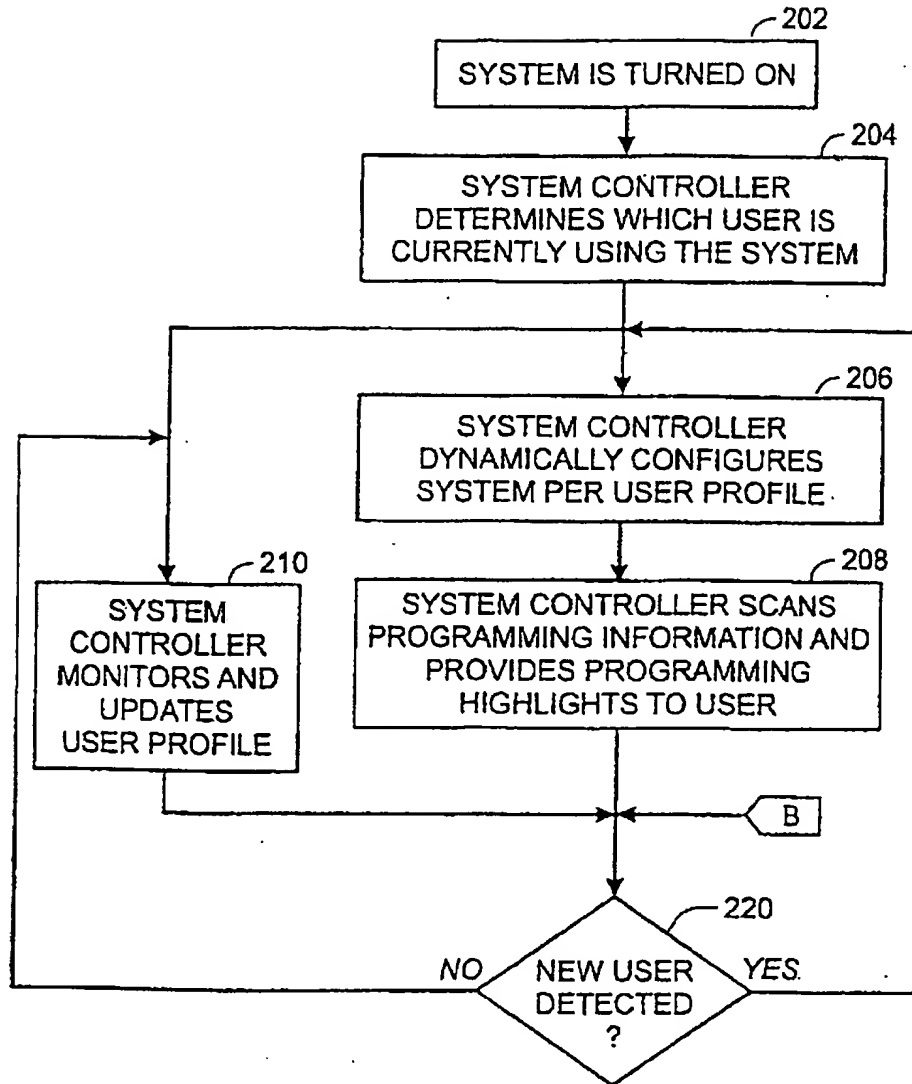 202
SYSTEM IS TURNED ON
204
SYSTEM CONTROLLER
DETERMINES WHICH USER IS
CURRENTLY USING THE SYSTEM
206
SYSTEM CONTROLLER
DYNAMICALLY CONFIGURES
SYSTEM PER USER PROFILE
210
SYSTEM
CONTROLLER
MONITORS AND
UPDATES
USER PROFILE
208
SYSTEM CONTROLLER SCANS
PROGRAMMING INFORMATION AND
PROVIDES PROGRAMMING
HIGHLIGHTS TO USER
B
220
NO
NEW USER
DETECTED
?
YES